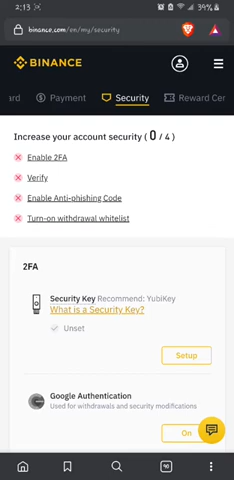 2:13
39%
binance.com/en/my/security
BINANCE
ard Payment Security Reward Cen
Increase your account security ( 0 / 4 )
Enable 2FA
Verify
Enable Anti-phishing Code
Turn-on withdrawal whitelist
2FA
Security Key Recommend: YubiKey
What is a Security Key?
Unset
Setup
Google Authentication
Used for withdrawals and security modifications
On
90